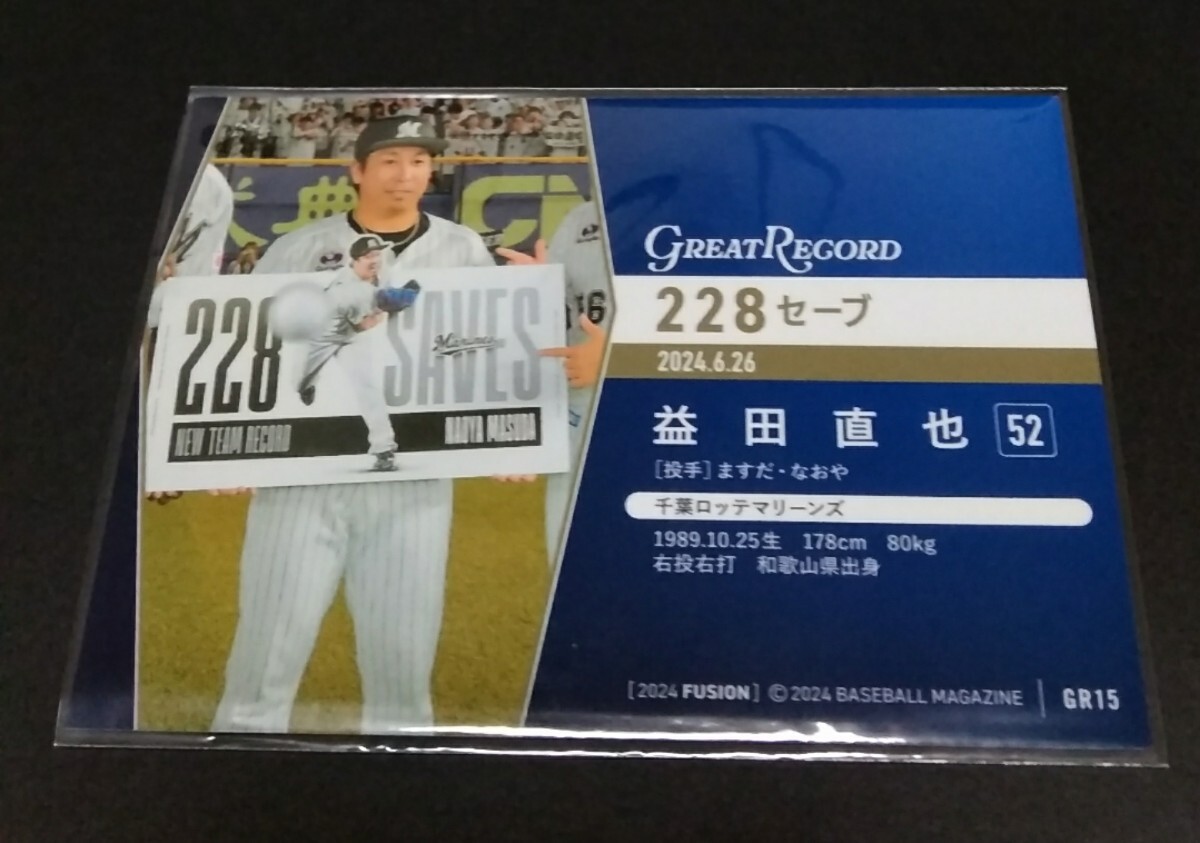 GREAT RECORD
228セーブ
2024.6.26
益田直也 52
[投手]ますだ・なおや
千葉ロッテマリーンズ
1989.10.25生 178cm 80kg
右投右打 和歌山県出身
[2024 FUSION] ©2024 BASEBALL MAGAZINE GR15
M
典
228 SAVES
Marines
NEW TEAM RECORD NAOYA MASUDA